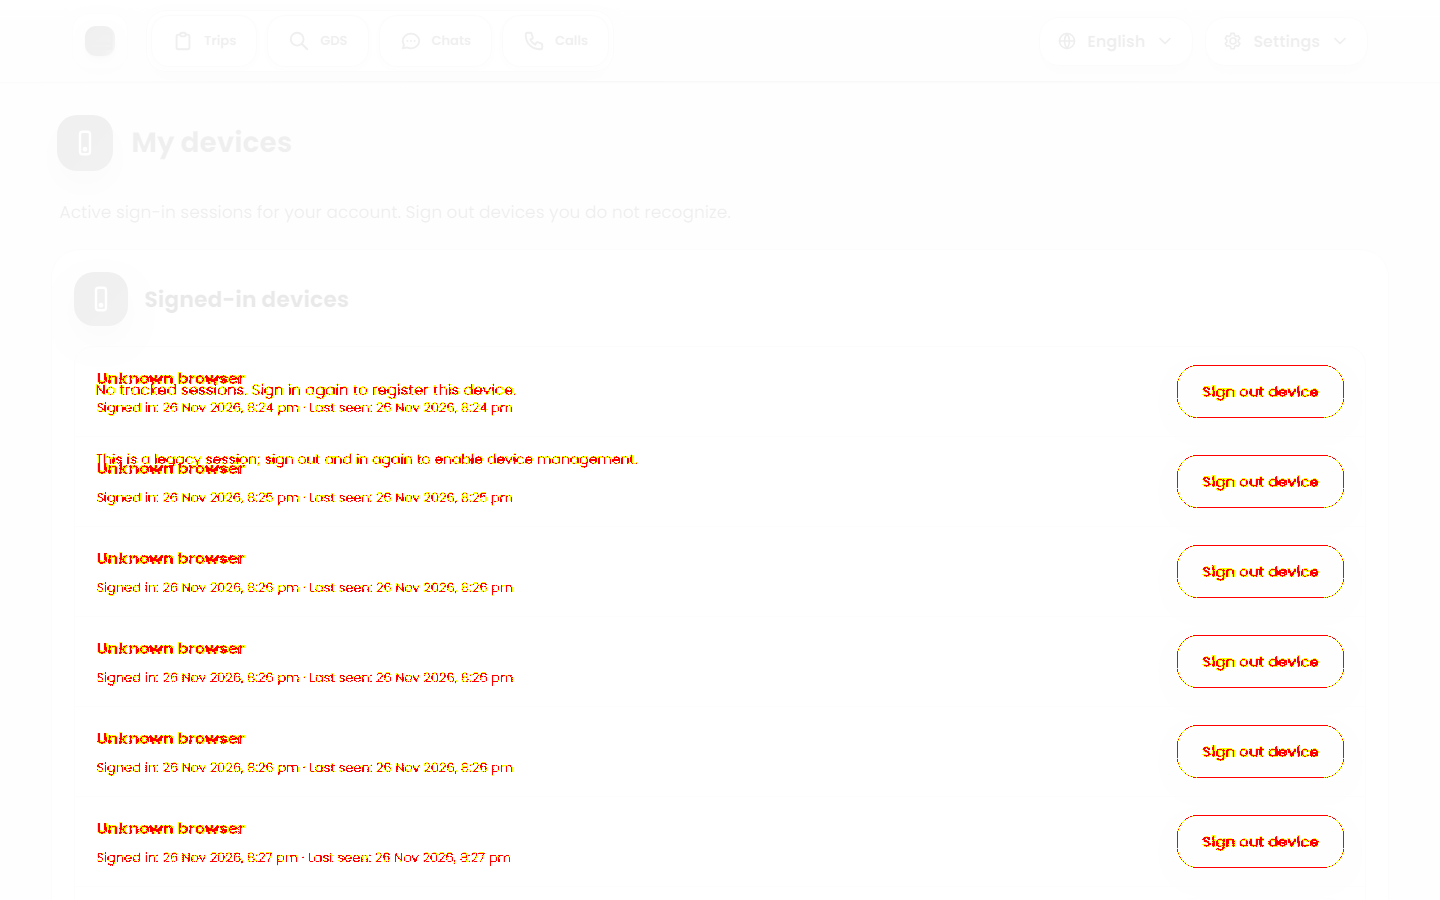 Trips GDS Chats Calls English Settings
My devices
Active sign-in sessions for your account. Sign out devices you do not recognize.
Signed-in devices
Unknown browser
No tracked sessions. Sign in again to register this device.
Sign out device
Signed in: 26 Nov 2026, 8:24 pm · Last seen: 26 Nov 2026, 8:24 pm
This is a legacy session; sign out and in again to enable device management.
Unknown browser
Sign out device
Signed in: 26 Nov 2026, 8:25 pm · Last seen: 26 Nov 2026, 8:25 pm
Unknown browser
Sign out device
Signed in: 26 Nov 2026, 8:26 pm · Last seen: 26 Nov 2026, 8:26 pm
Unknown browser
Sign out device
Signed in: 26 Nov 2026, 8:26 pm · Last seen: 26 Nov 2026, 8:26 pm
Unknown browser
Sign out device
Signed in: 26 Nov 2026, 8:26 pm · Last seen: 26 Nov 2026, 8:26 pm
Unknown browser
Sign out device
Signed in: 26 Nov 2026, 8:27 pm · Last seen: 26 Nov 2026, 8:27 pm